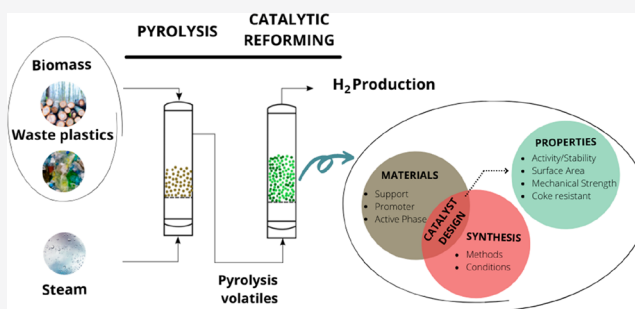 PYROLYSIS
CATALYTIC
REFORMING
Biomass
Waste plastics
Steam
Pyrolysis
volatiles
H₂Production
MATERIALS
• Support
• Promoter
• Active Phase
CATALYST
DESIGN
SYNTHESIS
• Methods
• Conditions
PROPERTIES
• Activity/Stability
• Surface Area
• Mechanical Strength
• Coke resistant